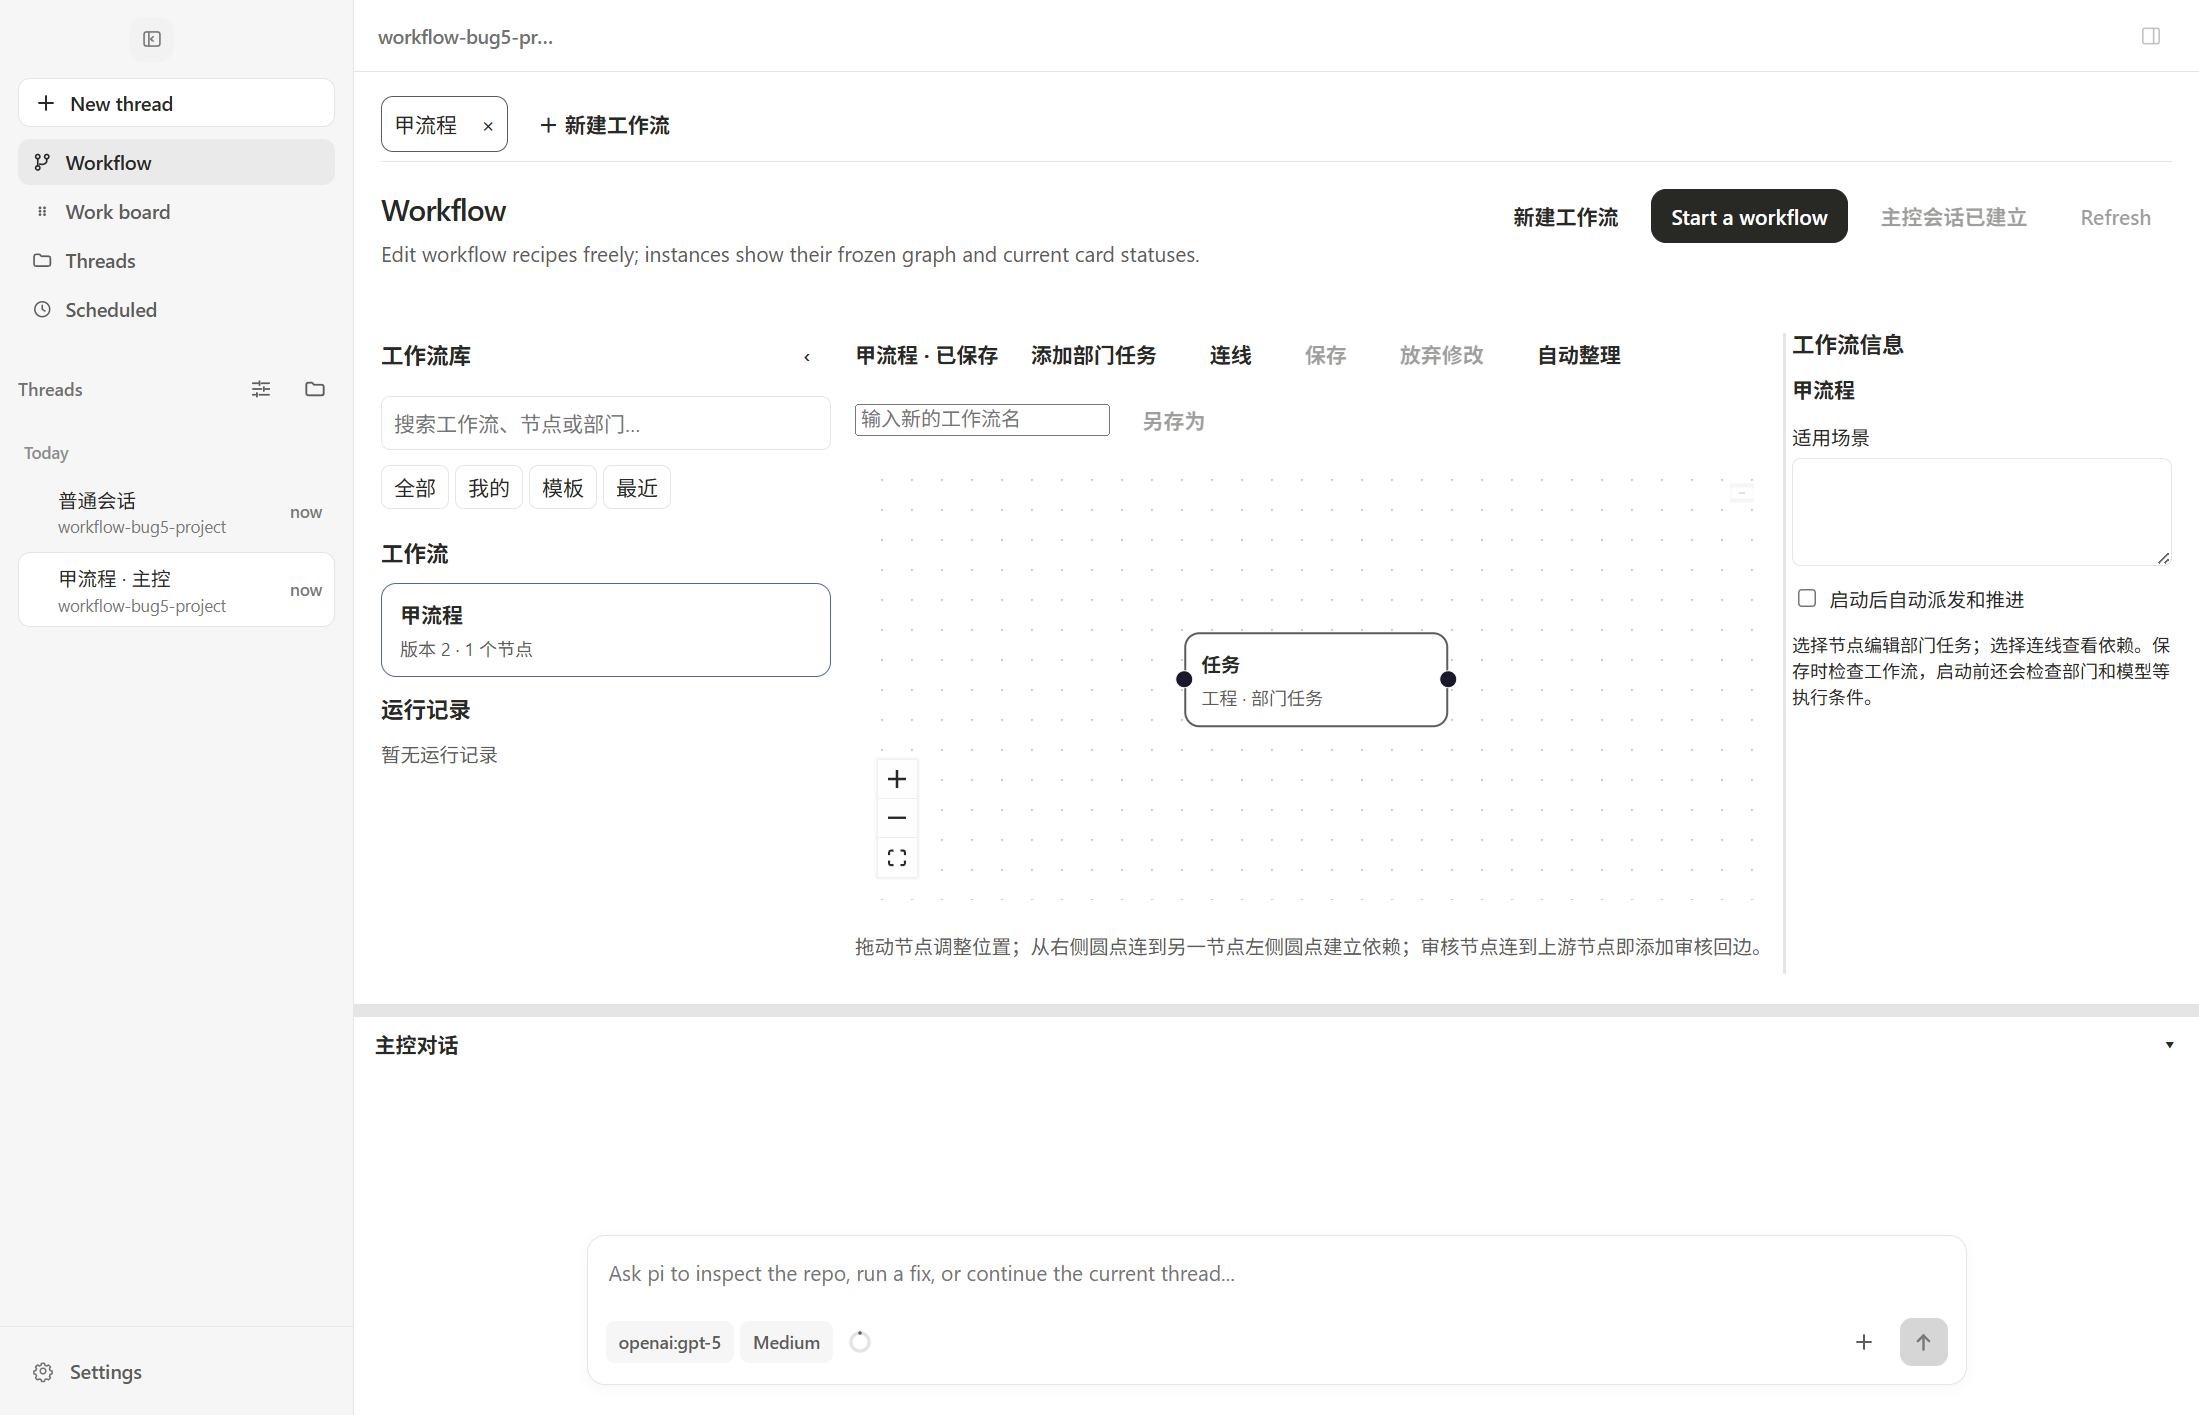 workflow-bug5-pr...
New thread
Workflow
Work board
Threads
Scheduled
Threads
Today
普通会话
workflow-bug5-project
now
甲流程 · 主控
workflow-bug5-project
now
Settings
甲流程 ×
+ 新建工作流
Workflow
Edit workflow recipes freely; instances show their frozen graph and current card statuses.
新建工作流
Start a workflow
主控会话已建立
Refresh
工作流库
搜索工作流、节点或部门...
全部
我的
模板
最近
工作流
甲流程
版本 2 · 1 个节点
运行记录
暂无运行记录
甲流程 · 已保存
添加部门任务
连线
保存
放弃修改
自动整理
输入新的工作流名
另存为
任务
工程 · 部门任务
拖动节点调整位置；从右侧圆点连到另一节点左侧圆点建立依赖；审核节点连到上游节点即添加审核回边。
工作流信息
甲流程
适用场景
启动后自动派发和推进
选择节点编辑部门任务；选择连线查看依赖。保
存时检查工作流，启动前还会检查部门和模型等
执行条件。
主控对话
Ask pi to inspect the repo, run a fix, or continue the current thread...
openai:gpt-5
Medium